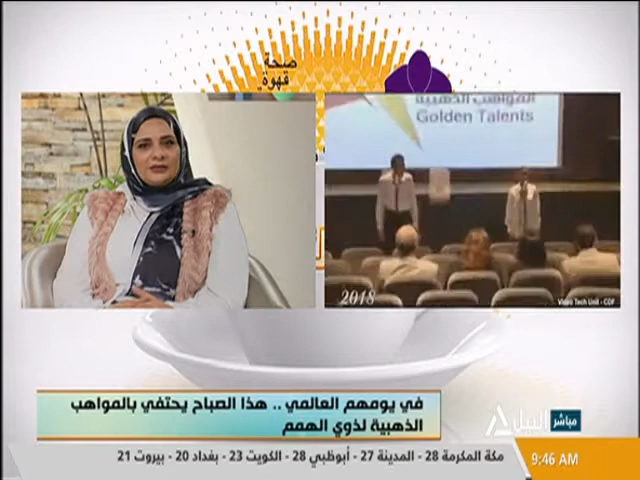 صحة
قهوة
المواهب الذهبية
Golden Talents
2018
Video Tech Unit - CDF
في يومهم العالمي .. هذا الصباح يحتفي بالمواهب
الذهبية لذوي الهمم
مباشر
النيل
مكة المكرمة 28 - المدينة 27 - أبوظبي 28 - الكويت 23 - بغداد 20 - بيروت 21
9:46 AM